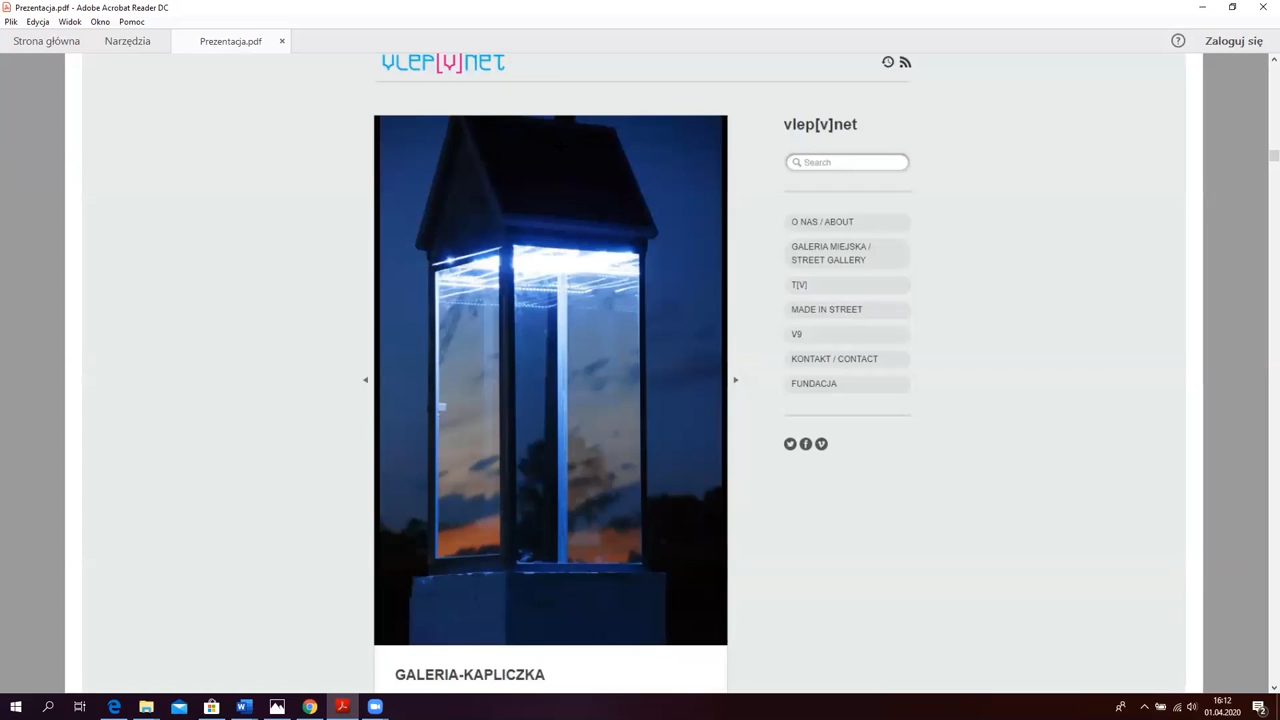 Prezentacja.pdf - Adobe Acrobat Reader DC
Plik Edycja Widok Okno Pomoc
Strona główna Narzędzia Prezentacja.pdf × ? Zaloguj się
vlep[v]net
vlep[v]net
Search
O NAS / ABOUT
GALERIA MIEJSKA /
STREET GALLERY
T[V]
MADE IN STREET
V9
KONTAKT / CONTACT
FUNDACJA
GALERIA-KAPLICZKA
16:12
01.04.2020
2